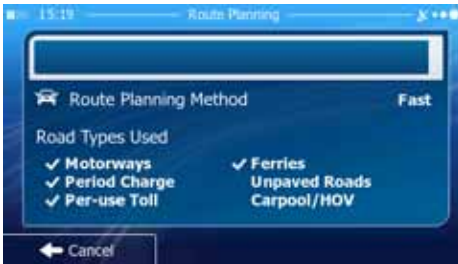 15:19 Route Planning
Route Planning Method Fast
Road Types Used
Motorways Ferries
Period Charge Unpaved Roads
Per-use Toll Carpool/HOV
Cancel